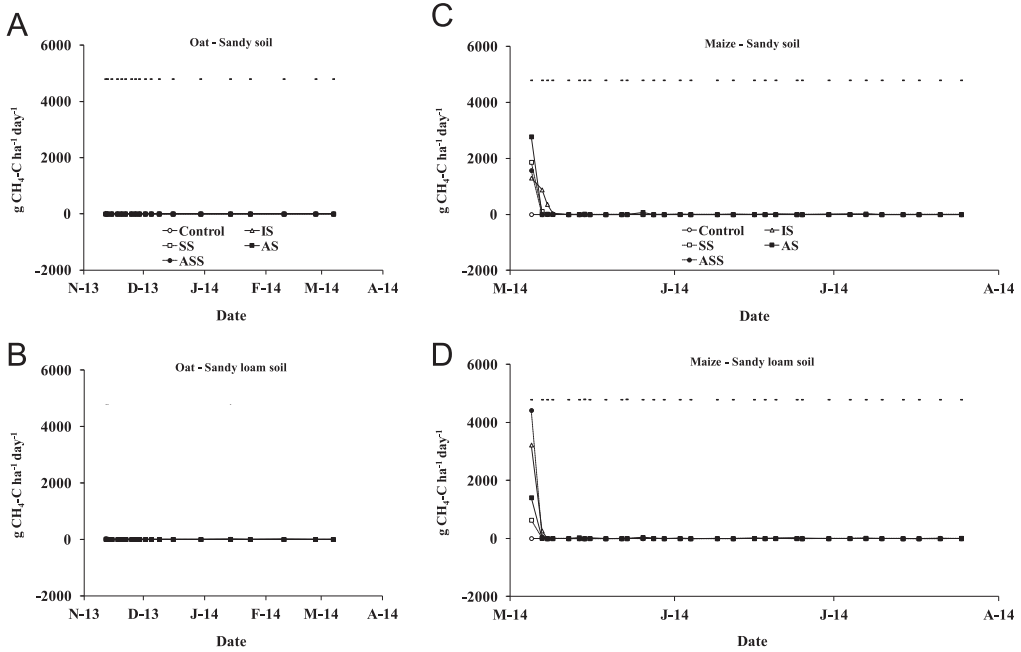 A
Oat - Sandy soil
g CH₄-C ha⁻¹ day⁻¹
6000
4000
2000
0
-2000
Control
IS
SS
AS
ASS
N-13
D-13
J-14
F-14
M-14
A-14
Date
C
Maize - Sandy soil
g CH₄-C ha⁻¹ day⁻¹
6000
4000
2000
0
-2000
Control
IS
SS
AS
ASS
M-14
J-14
J-14
A-14
Date
B
Oat - Sandy loam soil
g CH₄-C ha⁻¹ day⁻¹
6000
4000
2000
0
-2000
N-13
D-13
J-14
F-14
M-14
A-14
Date
D
Maize - Sandy loam soil
g CH₄-C ha⁻¹ day⁻¹
6000
4000
2000
0
-2000
M-14
J-14
J-14
A-14
Date